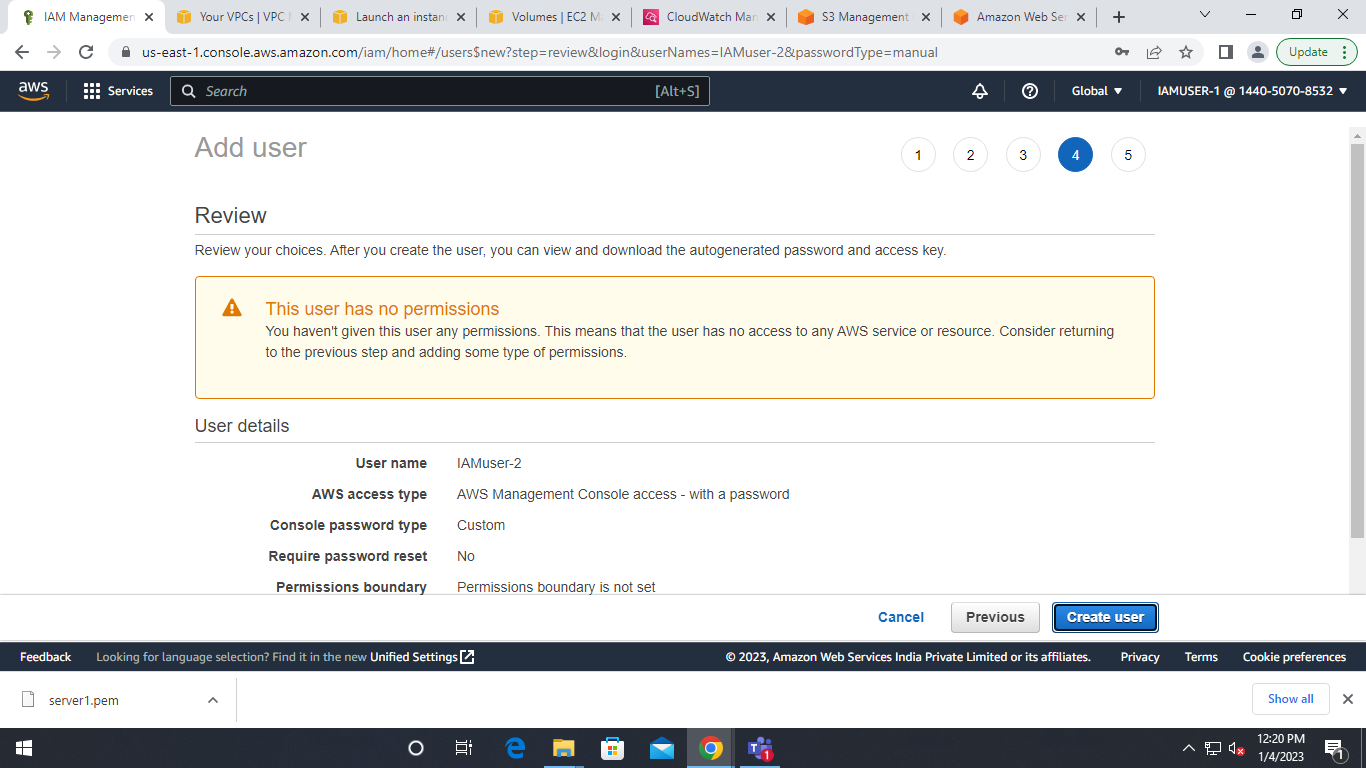 IAM Managemen
Your VPCs | VPC
Launch an instan
Volumes | EC2 Ma
CloudWatch Man
S3 Management
Amazon Web Ser
us-east-1.console.aws.amazon.com/iam/home#/users$new?step=review&login&userNames=IAMuser-2&passwordType=manual
Update
aws
Services
Search
[Alt+S]
Global
IAMUSER-1 @ 1440-5070-8532
Add user
1
2
3
4
5
Review
Review your choices. After you create the user, you can view and download the autogenerated password and access key.
This user has no permissions
You haven't given this user any permissions. This means that the user has no access to any AWS service or resource. Consider returning
to the previous step and adding some type of permissions.
User details
User name IAMuser-2
AWS access type AWS Management Console access - with a password
Console password type Custom
Require password reset No
Permissions boundary Permissions boundary is not set
Cancel
Previous
Create user
Feedback
Looking for language selection? Find it in the new Unified Settings
© 2023, Amazon Web Services India Private Limited or its affiliates.
Privacy
Terms
Cookie preferences
server1.pem
Show all
12:20 PM
1/4/2023
1
1